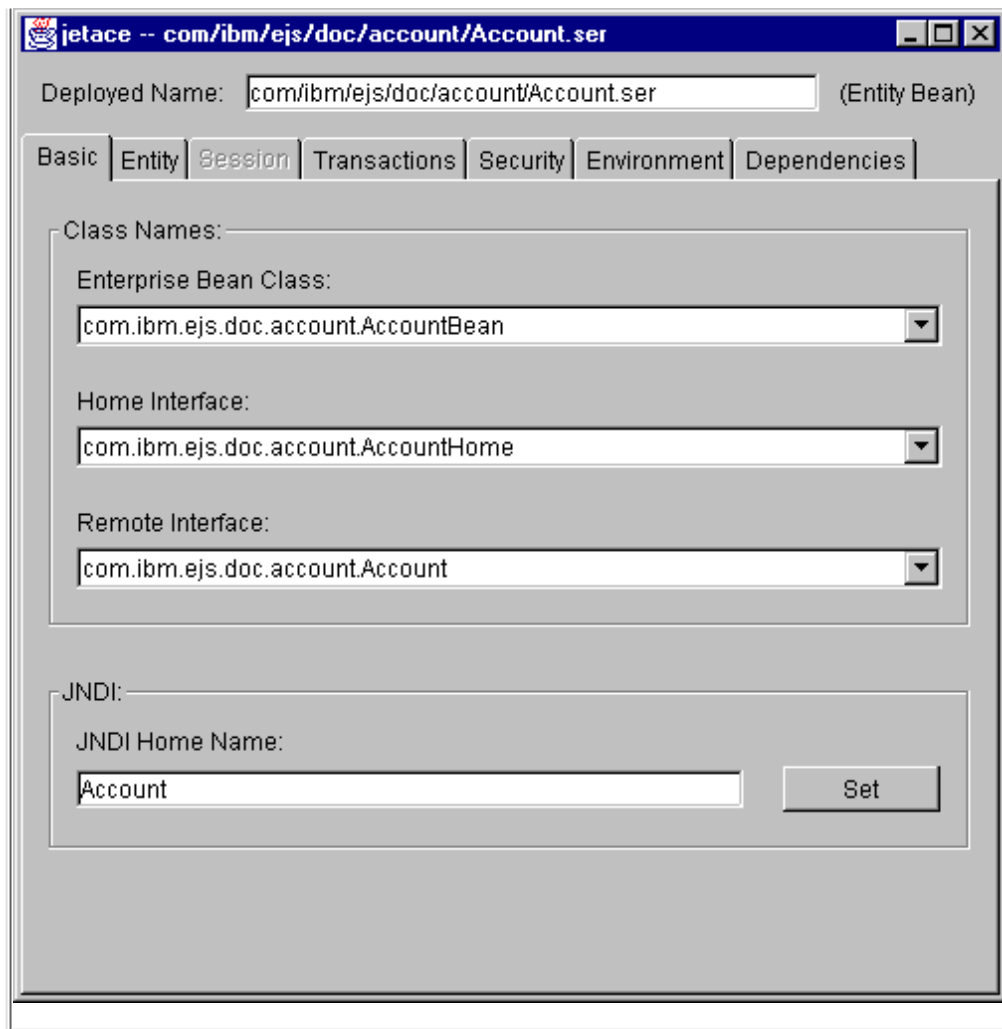 jetace -- com/ibm/ejs/doc/account/Account.ser
Deployed Name: com/ibm/ejs/doc/account/Account.ser (Entity Bean)
Basic Entity Session Transactions Security Environment Dependencies
Class Names:
Enterprise Bean Class:
com.ibm.ejs.doc.account.AccountBean
Home Interface:
com.ibm.ejs.doc.account.AccountHome
Remote Interface:
com.ibm.ejs.doc.account.Account
JNDI:
JNDI Home Name:
Account Set